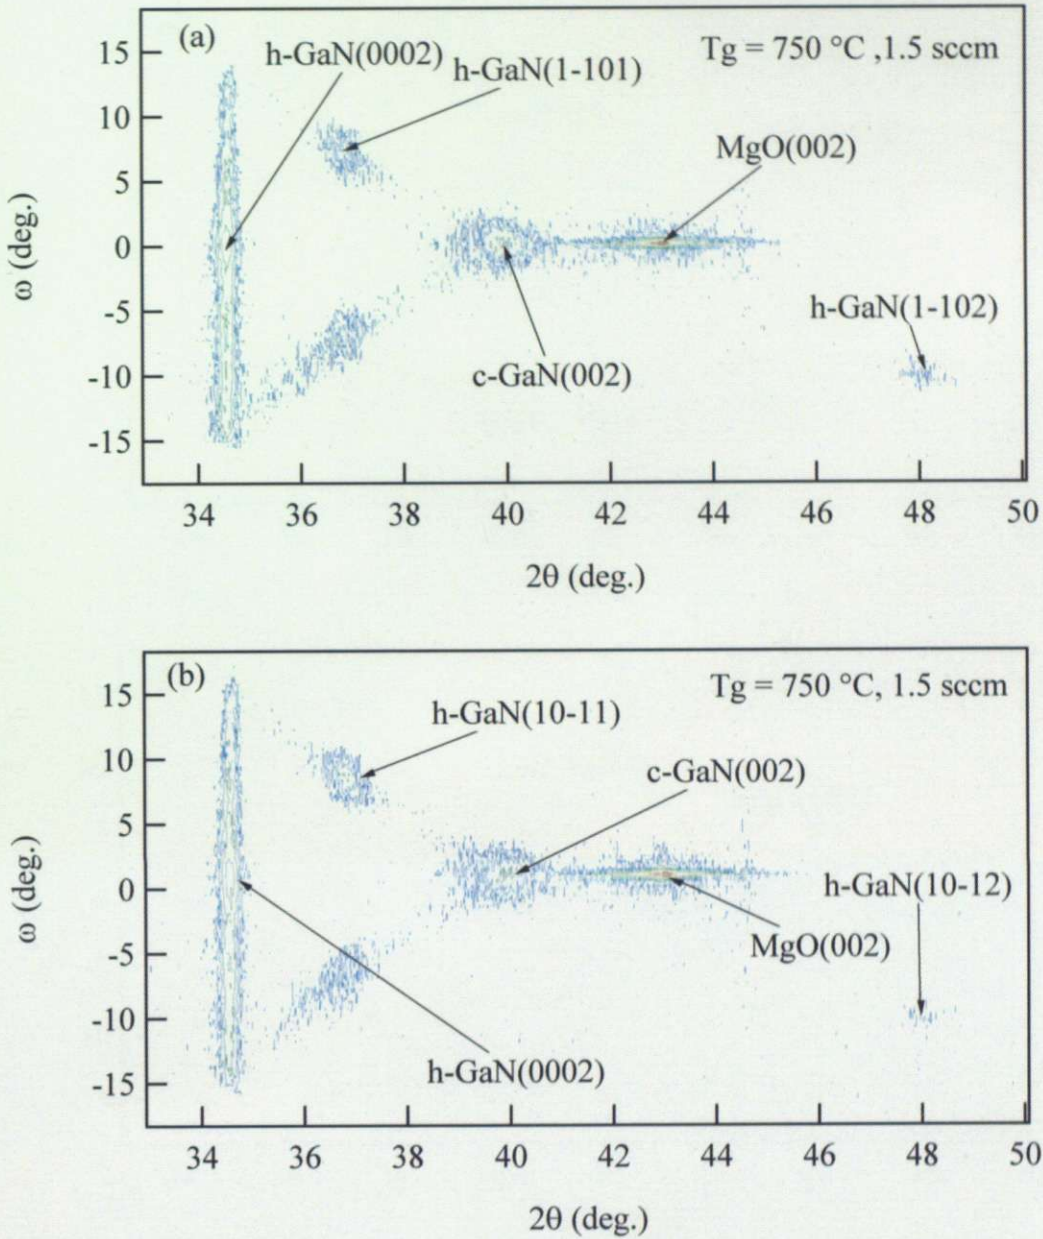 (a)
Tg = 750 °C ,1.5 sccm
h-GaN(0002)
h-GaN(1-101)
MgO(002)
h-GaN(1-102)
c-GaN(002)
15
10
5
0
-5
-10
-15
ω (deg.)
34 36 38 40 42 44 46 48 50
2θ (deg.)
(b)
Tg = 750 °C, 1.5 sccm
h-GaN(10-11)
c-GaN(002)
h-GaN(10-12)
MgO(002)
h-GaN(0002)
15
10
5
0
-5
-10
-15
ω (deg.)
34 36 38 40 42 44 46 48 50
2θ (deg.)